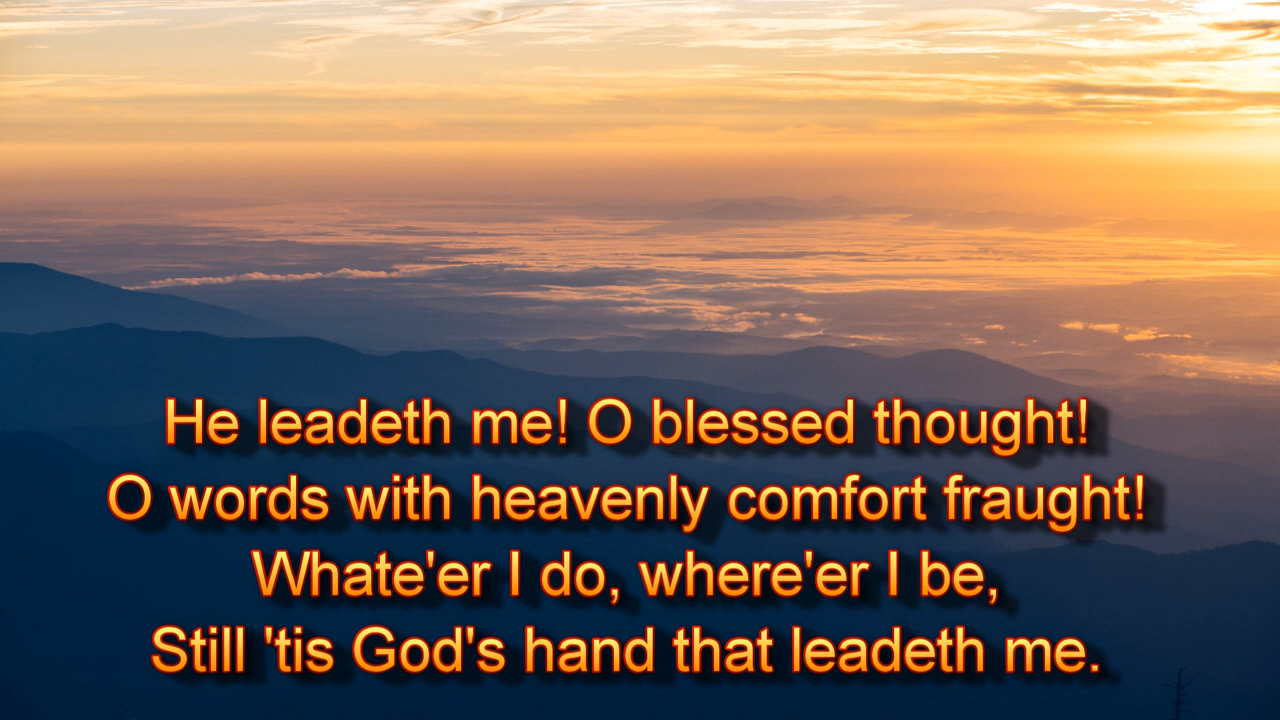 He leadeth me! O blessed thought!
O words with heavenly comfort fraught!
Whate'er I do, where'er I be,
Still 'tis God's hand that leadeth me.